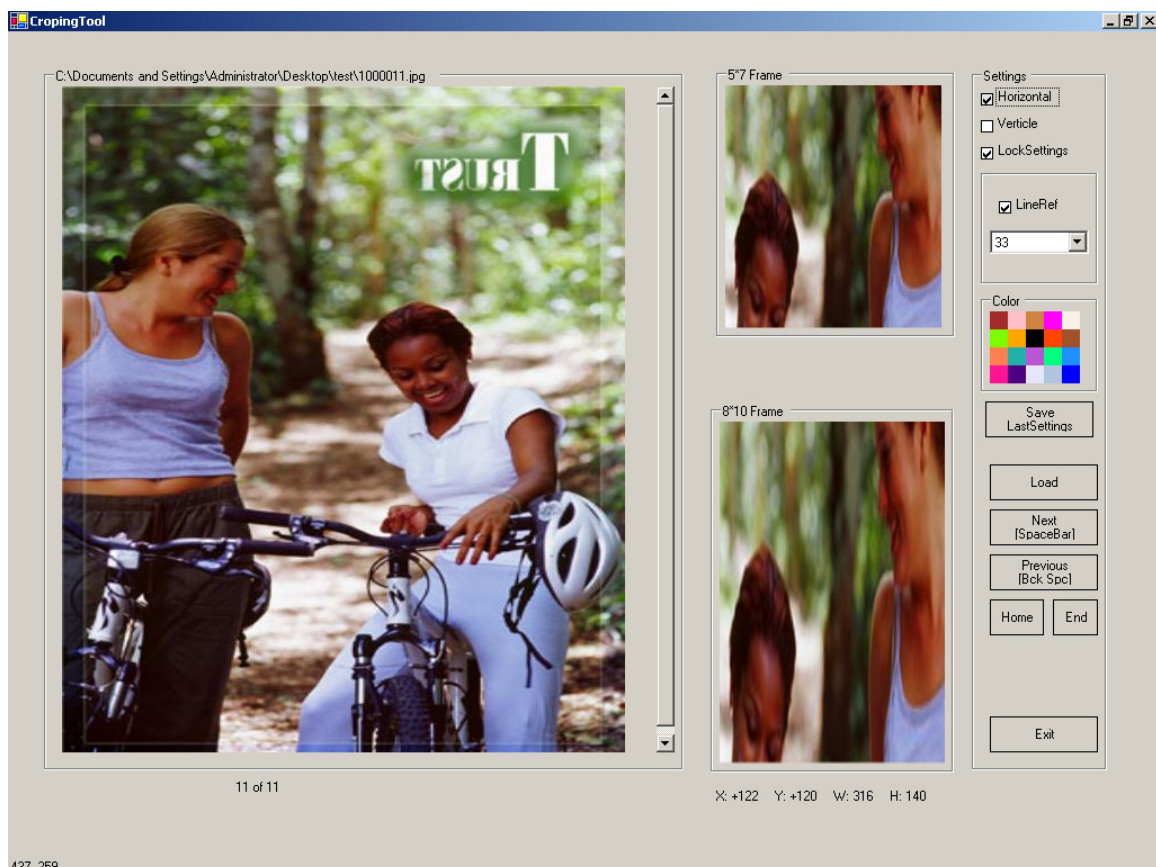 CropingTool
C:\Documents and Settings\Administrator\Desktop\test\1000011.jpg
TRUST
11 of 11
5*7 Frame
8*10 Frame
X: +122 Y: +120 W: 316 H: 140
Settings
Horizontal
Verticle
LockSettings
LineRef
33
Color
Save
LastSettings
Load
Next
[SpaceBar]
Previous
[Bck Spc]
Home
End
Exit
437, 259